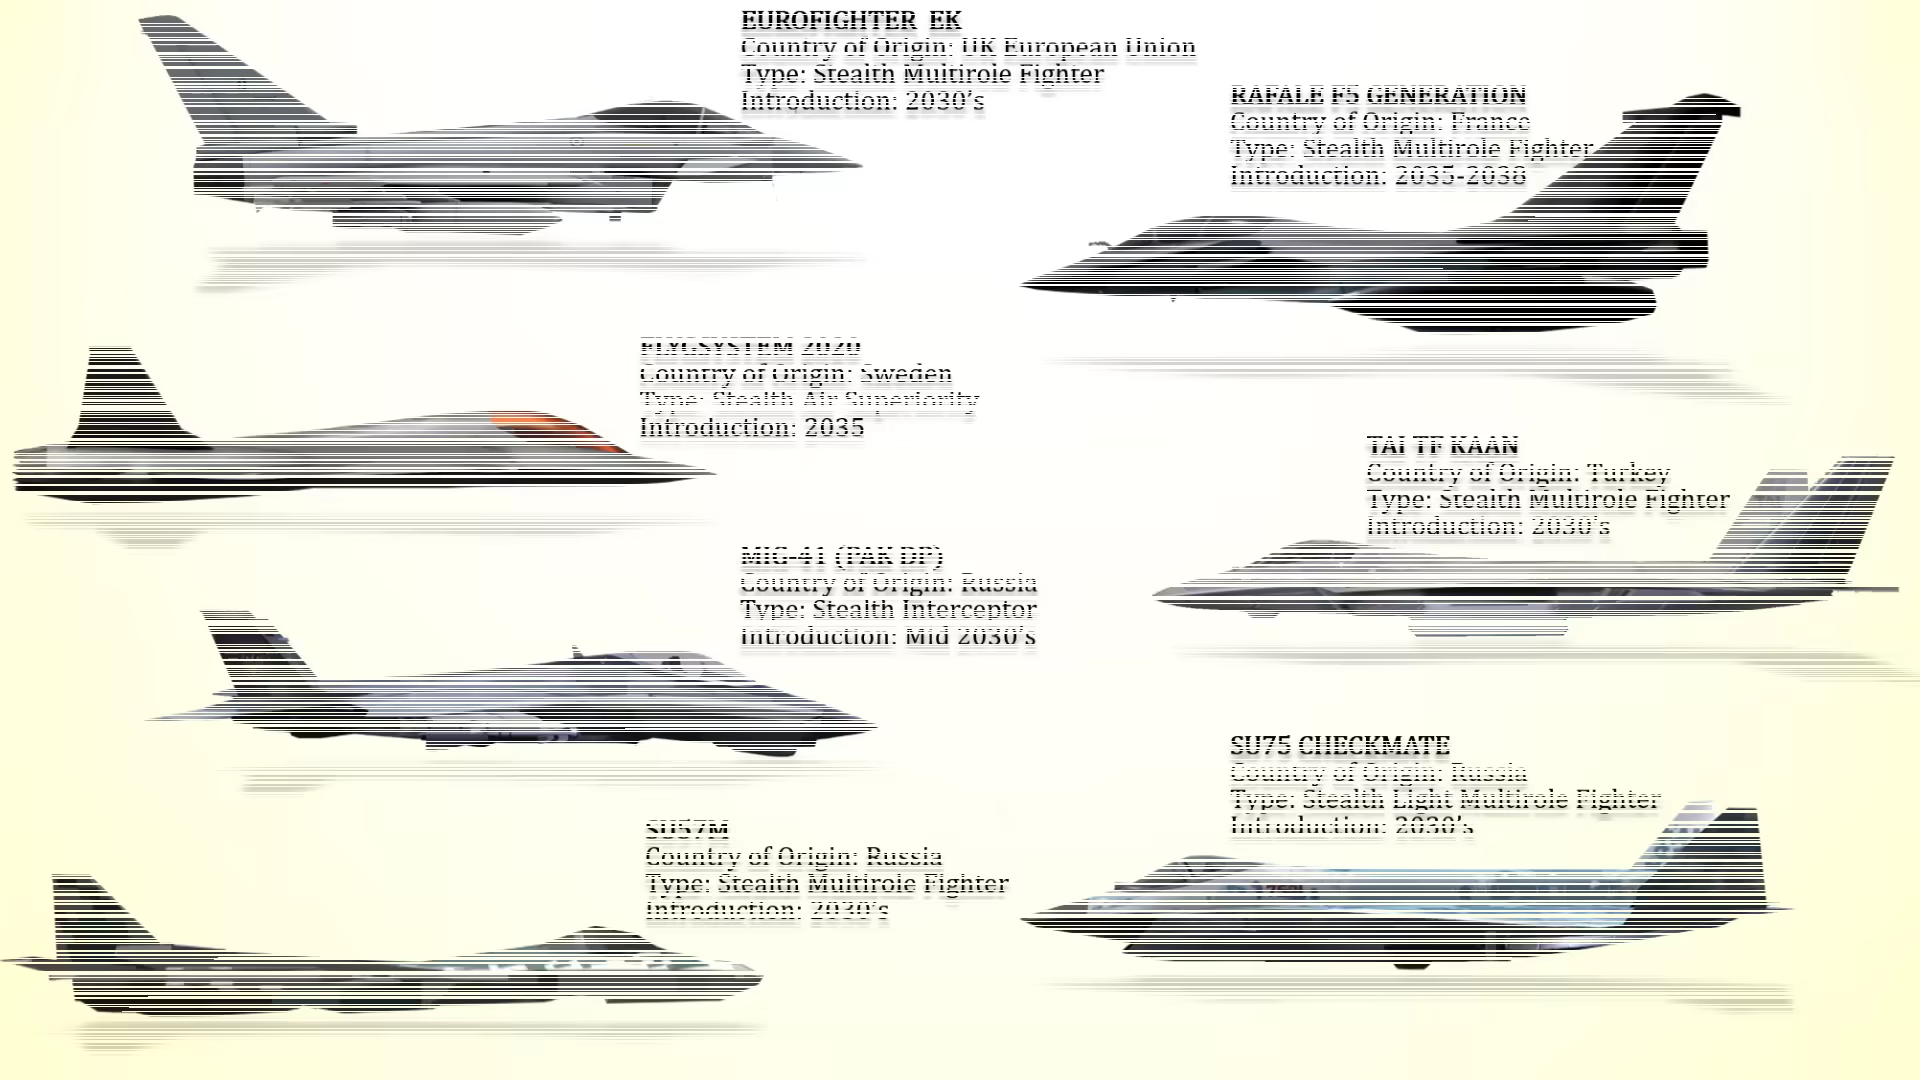 EUROFIGHTER EK
Country of Origin: UK European Union
Type: Stealth Multirole Fighter
Introduction: 2030's
RAFALE F5 GENERATION
Country of Origin: France
Type: Stealth Multirole Fighter
Introduction: 2035-2038
FLYGSYSTEM 2020
Country of Origin: Sweden
Type: Stealth Air Superiority
Introduction: 2035
TAI TF KAAN
Country of Origin: Turkey
Type: Stealth Multirole Fighter
Introduction: 2030's
MIG-41 (PAK DP)
Country of Origin: Russia
Type: Stealth Interceptor
Introduction: Mid 2030's
SU75 CHECKMATE
Country of Origin: Russia
Type: Stealth Light Multirole Fighter
Introduction: 2030's
SU57M
Country of Origin: Russia
Type: Stealth Multirole Fighter
Introduction: 2030's